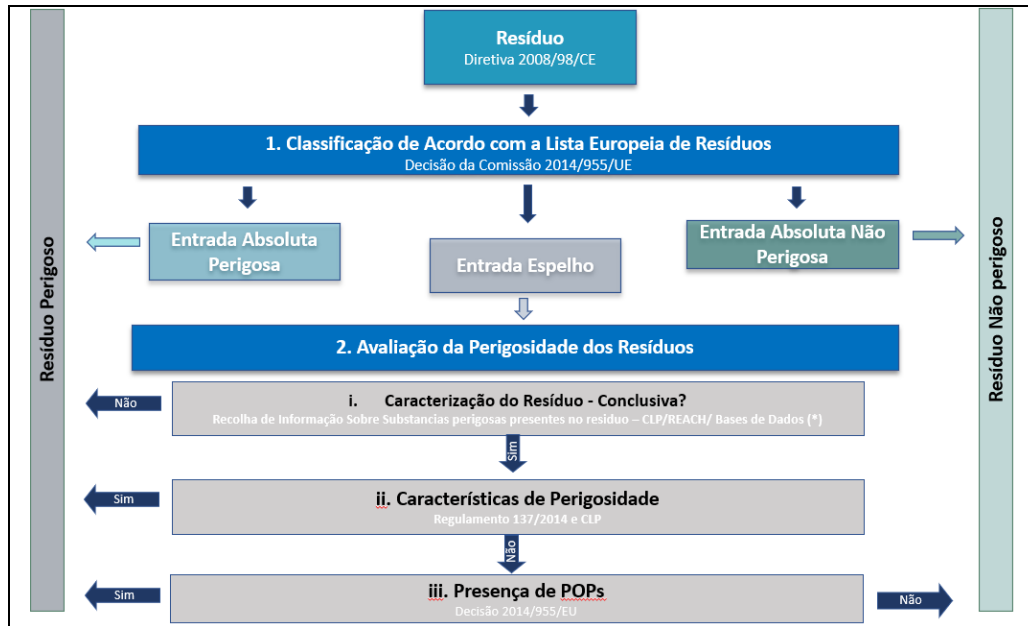 Resíduo
Diretiva 2008/98/CE
1. Classificação de Acordo com a Lista Europeia de Resíduos
Decisão da Comissão 2014/955/UE
Entrada Absoluta
Perigosa
Entrada Espelho
Entrada Absoluta Não
Perigosa
Resíduo Perigoso
Resíduo Não perigoso
2. Avaliação da Perigosidade dos Resíduos
i. Caracterização do Resíduo - Conclusiva?
Recolha de Informação Sobre Substancias perigosas presentes no residuo – CLP/REACH/ Bases de Dados (*)
Não
Sim
ii. Características de Perigosidade
Regulamento 137/2014 e CLP
Sim
Não
iii. Presença de POPs
Decisão 2014/955/EU
Sim
Não